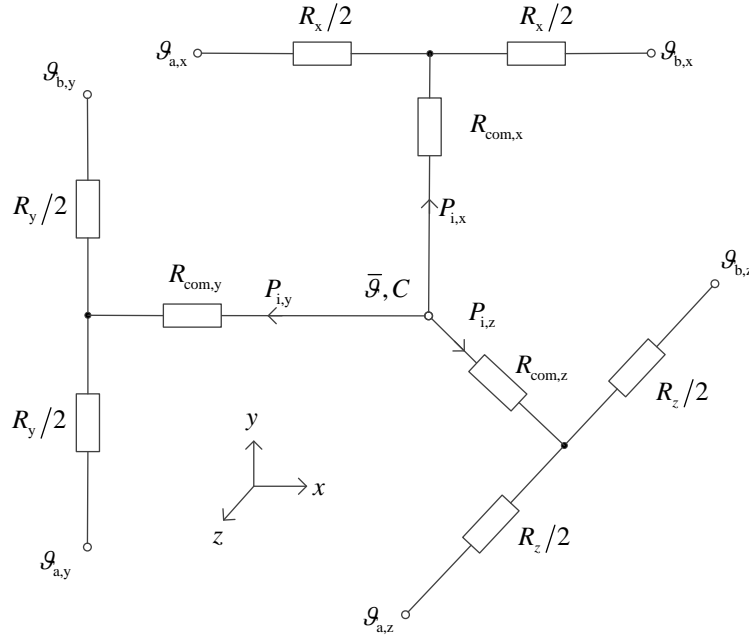 R_x/2 R_x/2
ϑ_a,x ϑ_b,x
ϑ_b,y
R_com,x
R_y/2
P_i,x
R_com,y P_i,y ϑ̅, C
P_i,z
ϑ_b,z
R_com,z
R_z/2
R_y/2
y
x
z
R_z/2
ϑ_a,y
ϑ_a,z